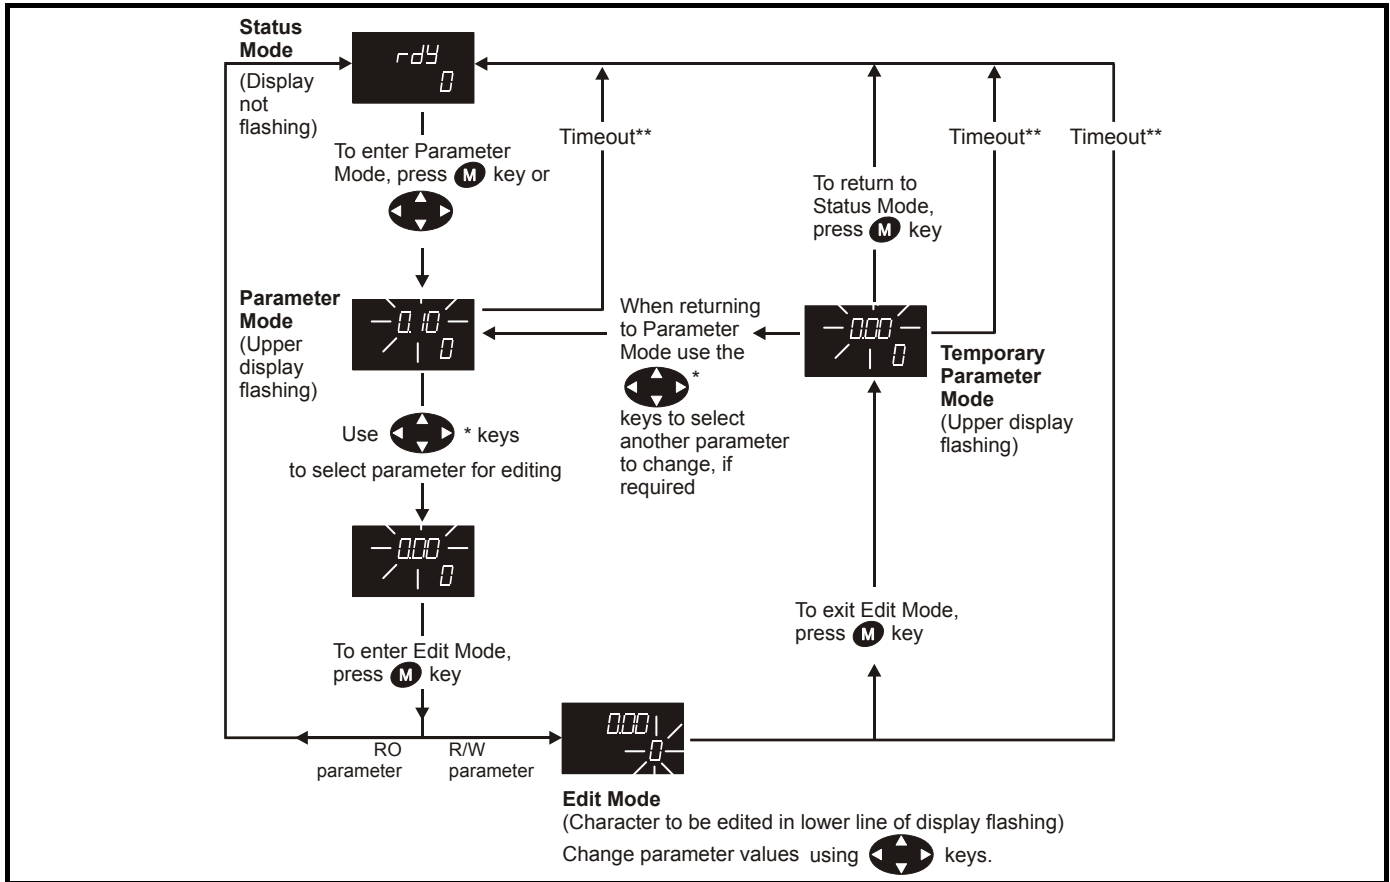 Status
Mode
(Display
not
flashing)
rdY
0
To enter Parameter
Mode, press M key or
Timeout**
To return to
Status Mode,
press M key
Timeout**
Timeout**
Parameter
Mode
(Upper
display
flashing)
0.10
0
When returning
to Parameter
Mode use the
*
keys to select
another parameter
to change, if
required
0.00
0
Temporary
Parameter
Mode
(Upper display
flashing)
Use * keys
to select parameter for editing
0.00
0
To enter Edit Mode,
press M key
To exit Edit Mode,
press M key
RO
parameter
R/W
parameter
0.00
0
Edit Mode
(Character to be edited in lower line of display flashing)
Change parameter values using keys.